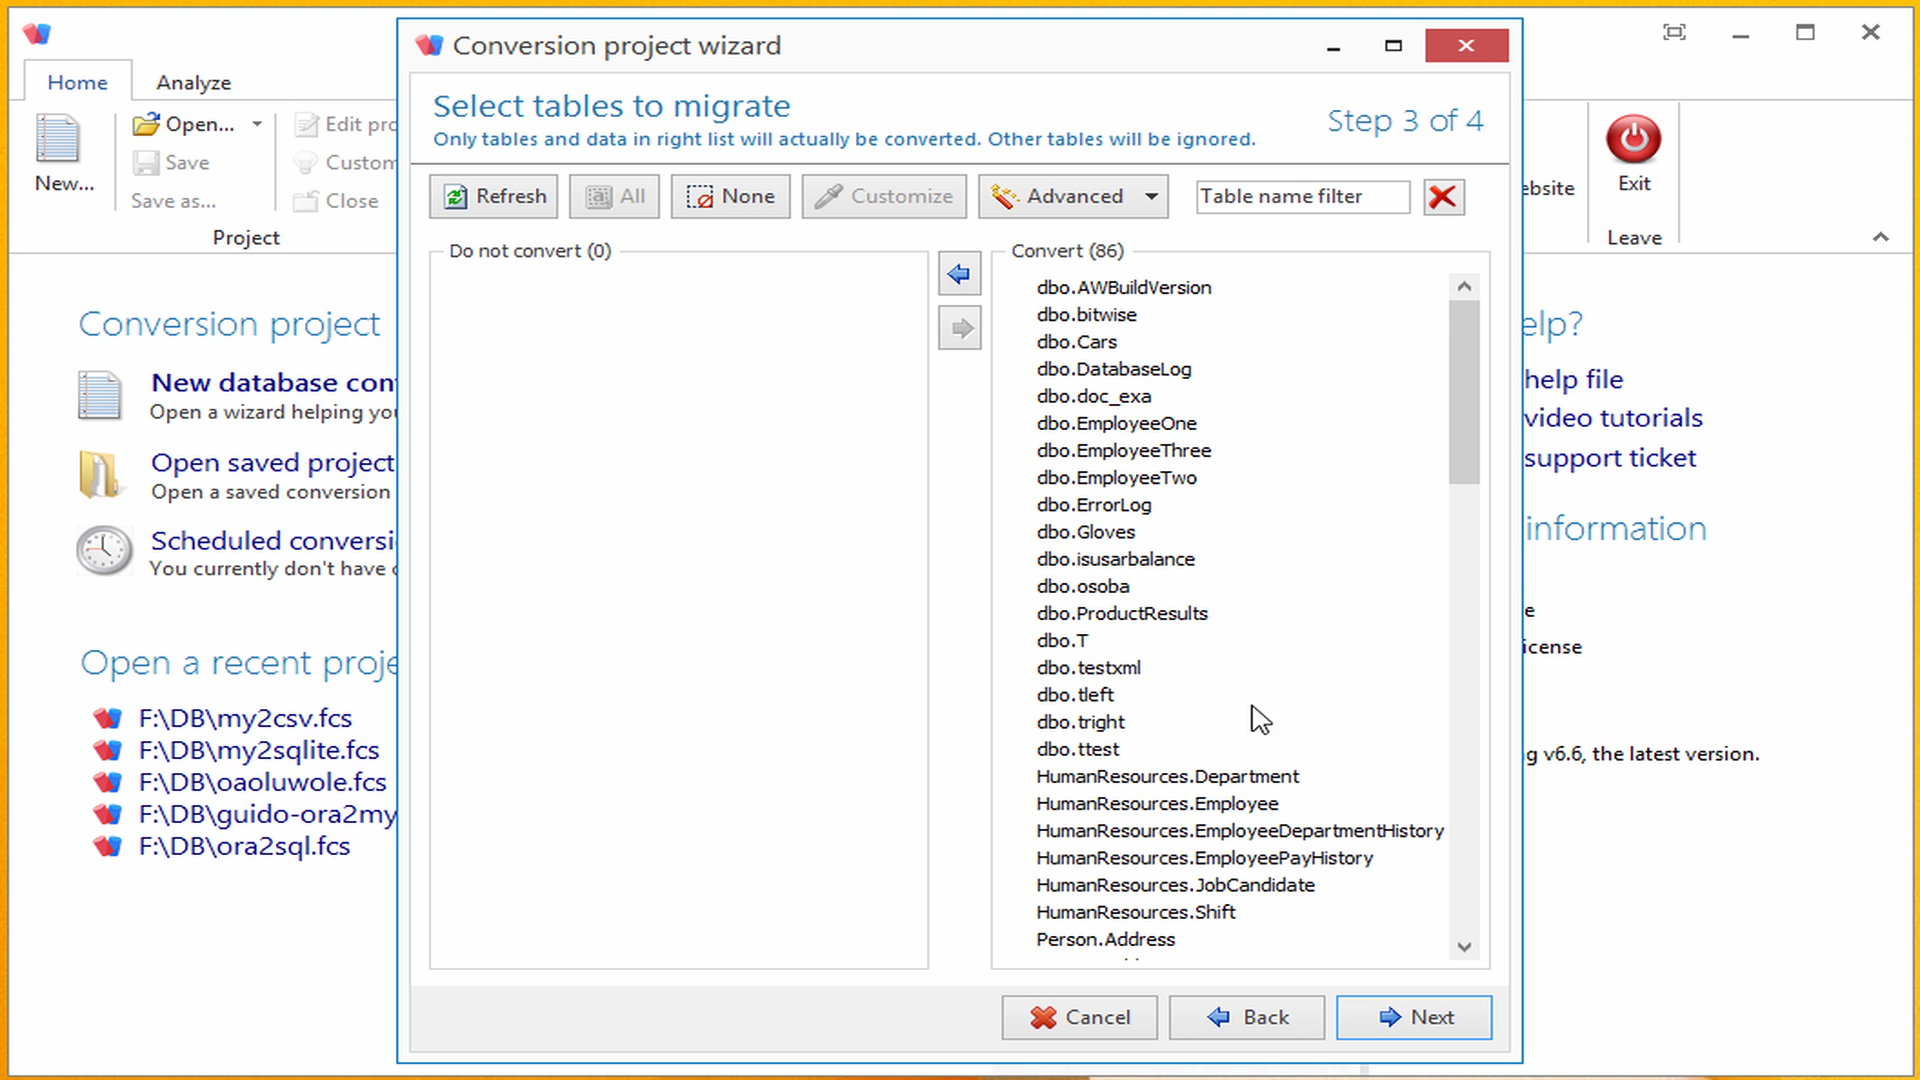 Home
Analyze
New...
Open...
Save
Save as...
Edit pro
Custom
Close
Project
ebsite
Exit
Leave
Conversion project
New database con
Open a wizard helping you
Open saved project
Open a saved conversion
Scheduled conversi
You currently don't have
Open a recent proje
F:\DB\my2csv.fcs
F:\DB\my2sqlite.fcs
F:\DB\oaoluwole.fcs
F:\DB\guido-ora2my
F:\DB\ora2sql.fcs
Conversion project wizard
Select tables to migrate
Only tables and data in right list will actually be converted. Other tables will be ignored.
Step 3 of 4
Refresh
All
None
Customize
Advanced
Table name filter
Do not convert (0)
Convert (86)
dbo.AWBuildVersion
dbo.bitwise
dbo.Cars
dbo.DatabaseLog
dbo.doc_exa
dbo.EmployeeOne
dbo.EmployeeThree
dbo.EmployeeTwo
dbo.ErrorLog
dbo.Gloves
dbo.isusarbalance
dbo.osoba
dbo.ProductResults
dbo.T
dbo.testxml
dbo.tleft
dbo.tright
dbo.ttest
HumanResources.Department
HumanResources.Employee
HumanResources.EmployeeDepartmentHistory
HumanResources.EmployeePayHistory
HumanResources.JobCandidate
HumanResources.Shift
Person.Address
Cancel
Back
Next
elp?
help file
video tutorials
support ticket
information
e
icense
g v6.6, the latest version.